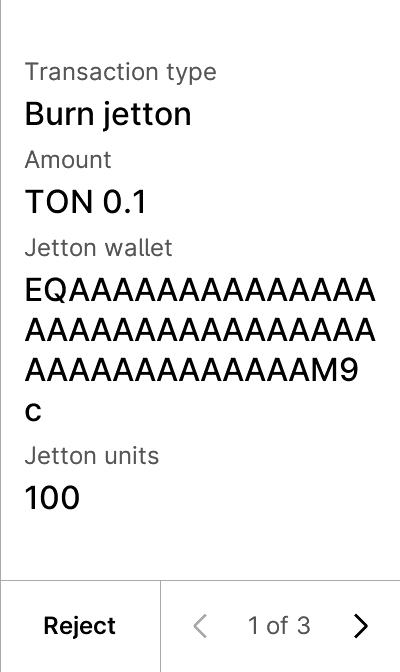 Transaction type
Burn jetton
Amount
TON 0.1
Jetton wallet
EQAAAAAAAAAAAAAA
AAAAAAAAAAAAAAAA
AAAAAAAAAAAAAM9
c
Jetton units
100
Reject
1 of 3